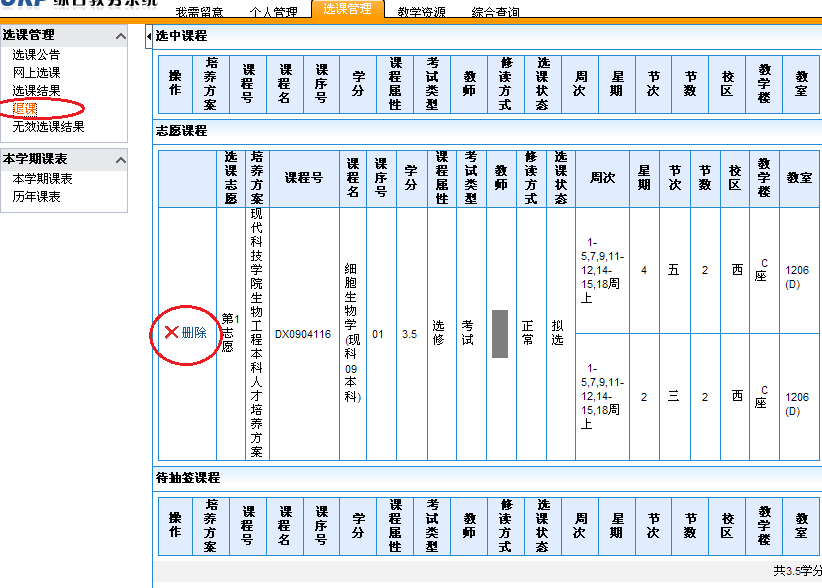 URP 综合教务系统
我需留意 个人管理 选课管理 教学资源 综合查询
选课管理
选课公告
网上选课
选课结果
退课
无效选课结果
本学期课表
本学期课表
历年课表
选中课程
操作 培养方案 课程号 课程名 课序号 学分 课程属性 考试类型 教师 修读方式 选课状态 周次 星期 节次 节数 校区 教学楼 教室
志愿课程
选课志愿 培养方案 课程号 课程名 课序号 学分 课程属性 考试类型 教师 修读方式 选课状态 周次 星期 节次 节数 校区 教学楼 教室
删除 第1志愿 现代科技学院生物工程本科人才培养方案 DX0904116 细胞生物学(现科09本科) 01 3.5 选修 考试 正常 拟选 1-5,7,9,11-12,14-15,18周上 4 五 2 西 C座 1206(D)
1-5,7,9,11-12,14-15,18周上 2 三 2 西 C座 1206(D)
待抽签课程
操作 培养方案 课程号 课程名 课序号 学分 课程属性 考试类型 教师 修读方式 选课状态 周次 星期 节次 节数 校区 教学楼 教室
共3.5学分